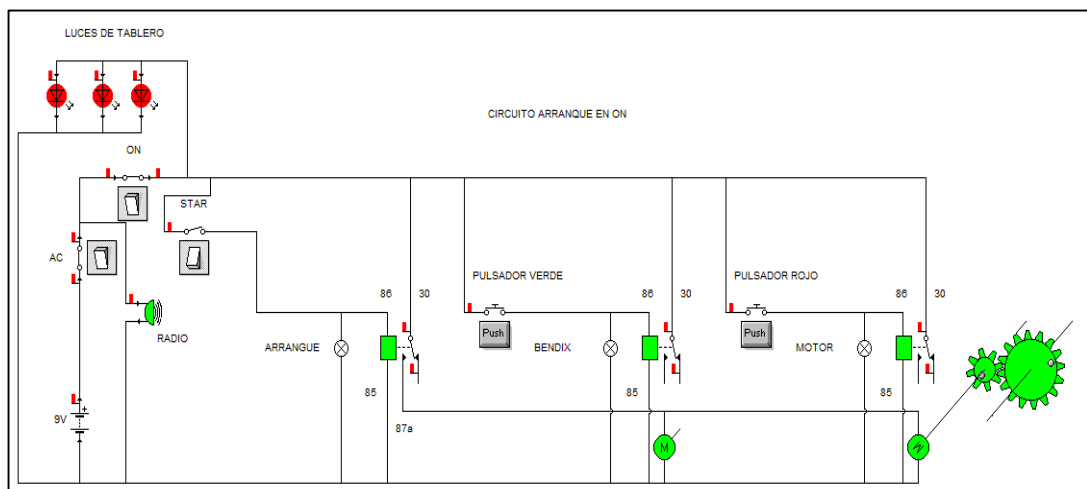 LUCES DE TABLERO
CIRCUITO ARRANQUE EN ON
ON
STAR
AC
PULSADOR VERDE
PULSADOR ROJO
86
30
86
30
86
30
Push
Push
RADIO
ARRANGUE
BENDIX
MOTOR
85
85
85
9V
+
87a
M